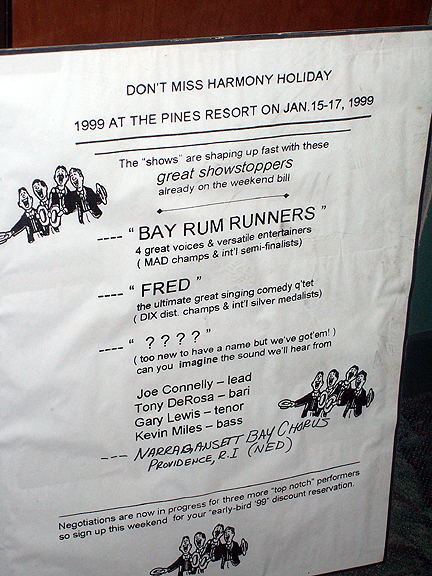 DON'T MISS HARMONY HOLIDAY
1999 AT THE PINES RESORT ON JAN.15-17, 1999
The "shows" are shaping up fast with these
great showstoppers
already on the weekend bill
---- " BAY RUM RUNNERS "
4 great voices & versatile entertainers
( MAD champs & int'l semi-finalists)
---- " FRED "
the ultimate great singing comedy q'tet
( DIX dist. champs & int'l silver medalists)
---- " ? ? ? ? "
( too new to have a name but we've got'em! )
can you imagine the sound we'll hear from
Joe Connelly – lead
Tony DeRosa – bari
Gary Lewis – tenor
Kevin Miles – bass
--- NARRAGANSETT BAY CHORUS
PROVIDENCE, R.I (NED)
Negotiations are now in progress for three more "top notch" performers
so sign up this weekend for your "early-bird '99" discount reservation.